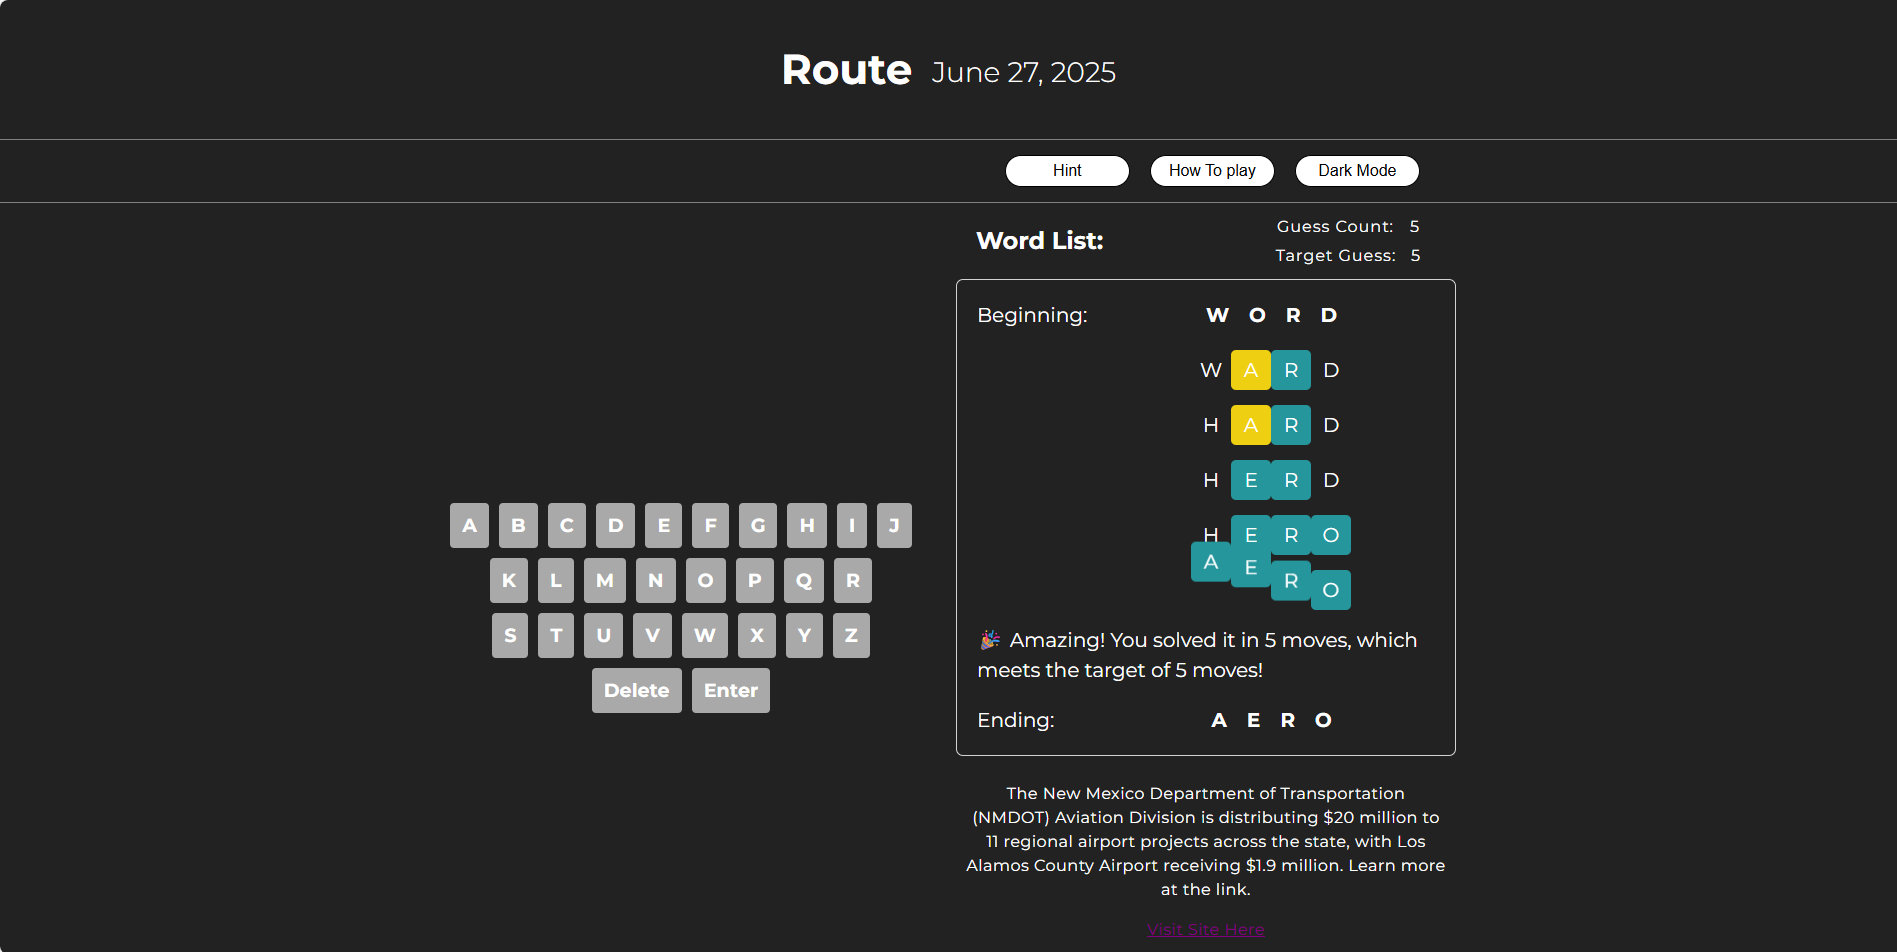 Route June 27, 2025
Hint How To play Dark Mode
Word List:
Guess Count: 5
Target Guess: 5
Beginning: W O R D
W A R D
H A R D
H E R D
H E R O
A E R O
🎉 Amazing! You solved it in 5 moves, which
meets the target of 5 moves!
Ending: A E R O
A B C D E F G H I J
K L M N O P Q R
S T U V W X Y Z
Delete Enter
The New Mexico Department of Transportation
(NMDOT) Aviation Division is distributing $20 million to
11 regional airport projects across the state, with Los
Alamos County Airport receiving $1.9 million. Learn more
at the link.
Visit Site Here